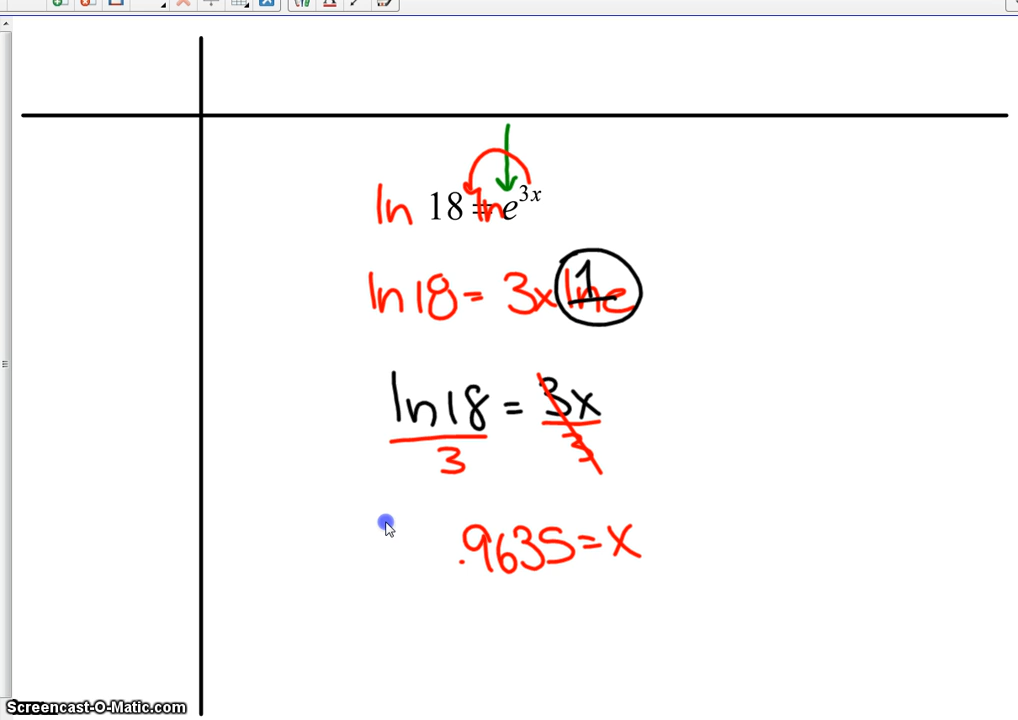 ln 18 = ln e^{3x}
ln 18 = 3x ln e 1
ln 18 = 3x
3 3
.9635 = x
Screencast-O-Matic.com